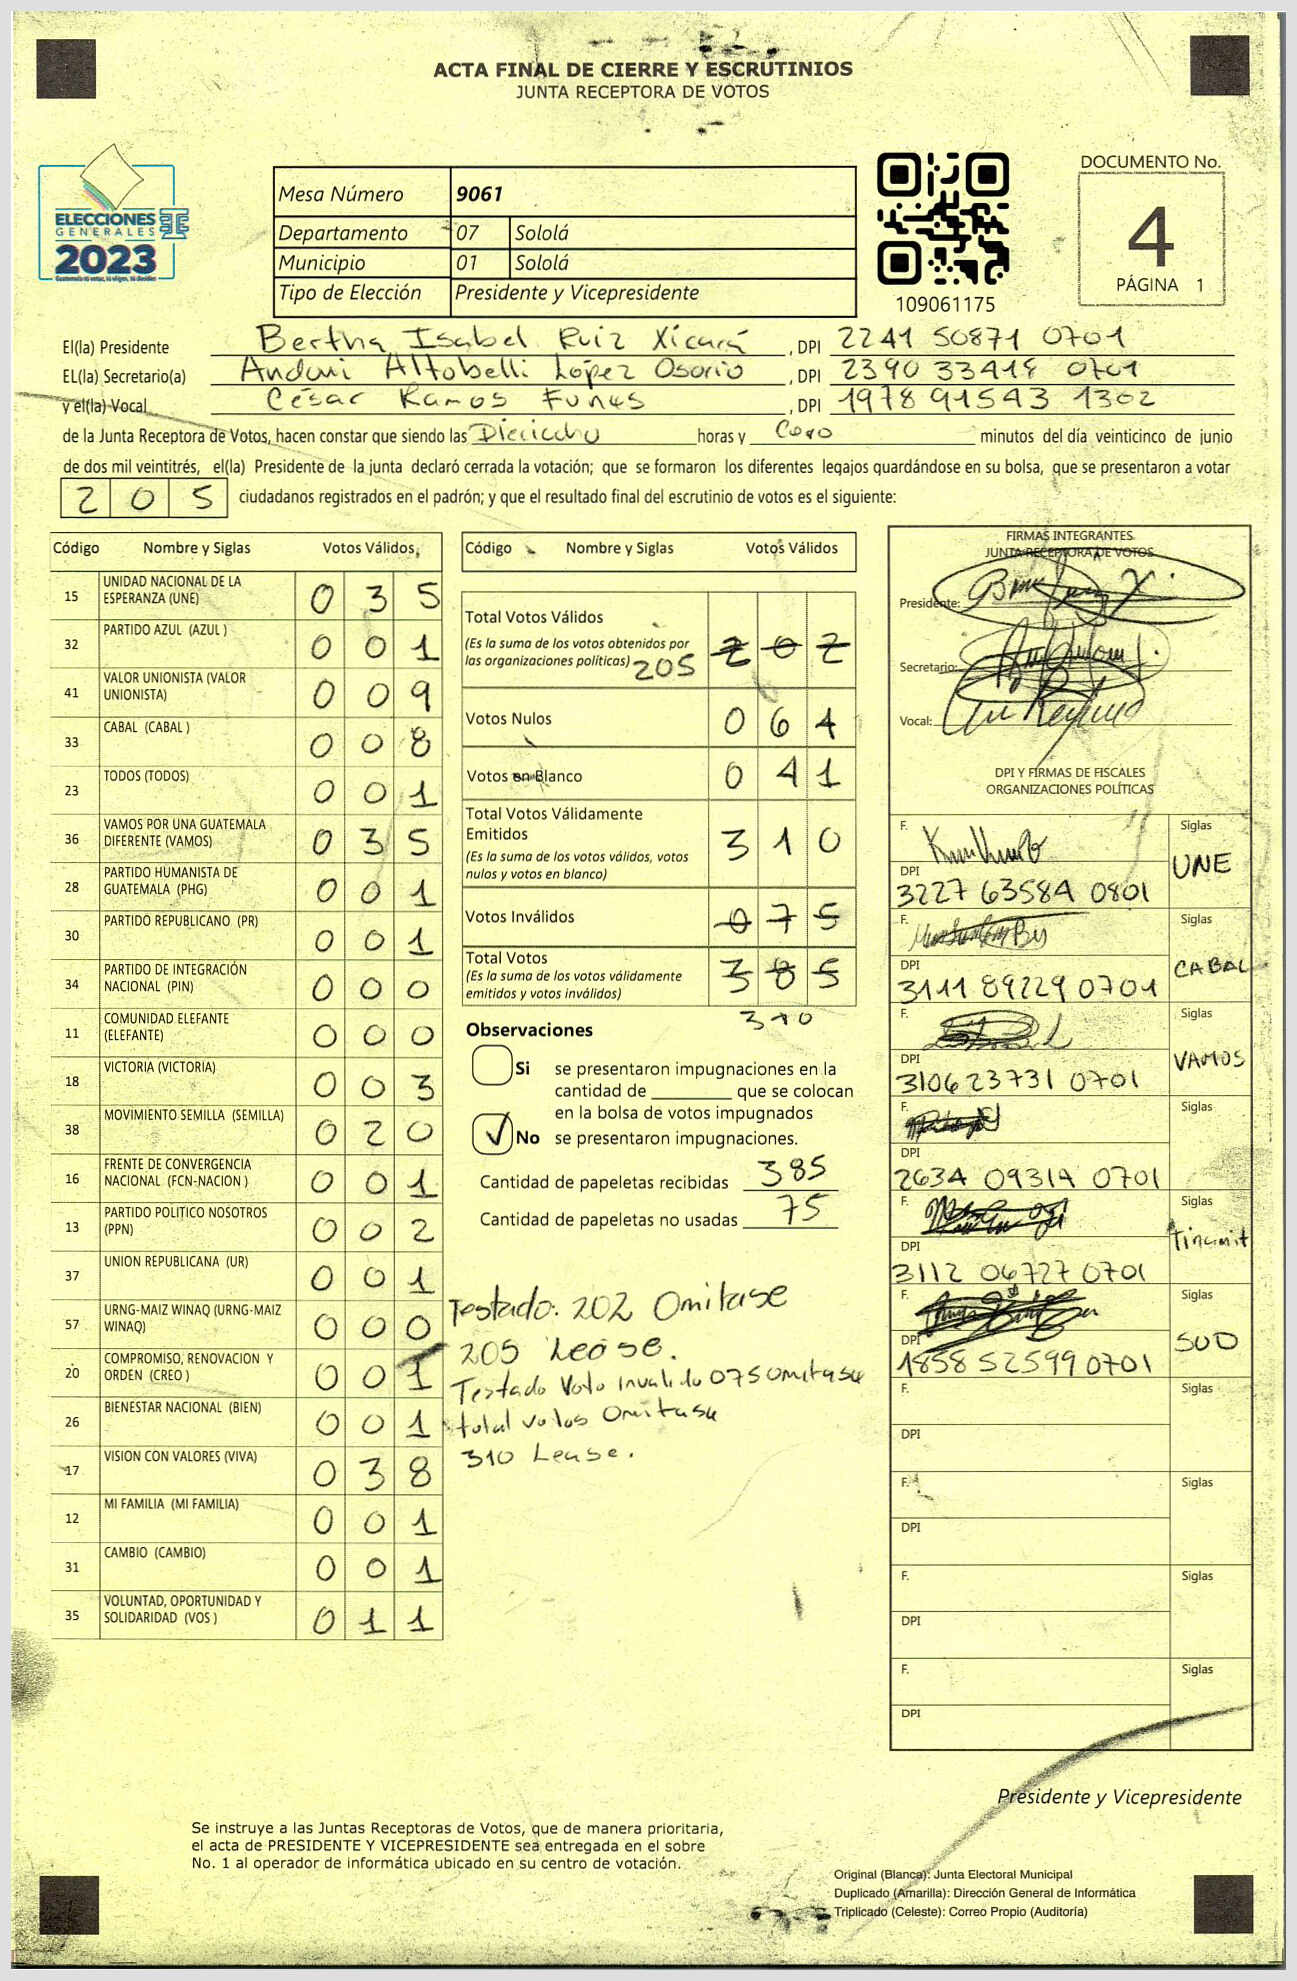 ACTA FINAL DE CIERRE Y ESCRUTINIOS
JUNTA RECEPTORA DE VOTOS
ELECCIONES
GENERALES
2023
Mesa Número 9061
Departamento 07 Sololá
Municipio 01 Sololá
Tipo de Elección Presidente y Vicepresidente
109061175
DOCUMENTO No.
4
PÁGINA 1
El(la) Presidente Bertha Isabel Ruiz Xicará , DPI 2241 50871 0701
EL(la) Secretario(a) Andoni Altobelli López Osorio , DPI 2390 33418 0701
y el(la) Vocal César Ramos Funes , DPI 1978 91543 1302
de la Junta Receptora de Votos, hacen constar que siendo las Dieciocho horas y Cero minutos del día veinticinco de junio
de dos mil veintitrés, el(la) Presidente de la junta declaró cerrada la votación; que se formaron los diferentes legajos guardándose en su bolsa, que se presentaron a votar
205 ciudadanos registrados en el padrón; y que el resultado final del escrutinio de votos es el siguiente:
Código Nombre y Siglas Votos Válidos
15 UNIDAD NACIONAL DE LA ESPERANZA (UNE) 0 3 5
32 PARTIDO AZUL (AZUL ) 0 0 1
41 VALOR UNIONISTA (VALOR UNIONISTA) 0 0 9
33 CABAL (CABAL ) 0 0 8
23 TODOS (TODOS) 0 0 1
36 VAMOS POR UNA GUATEMALA DIFERENTE (VAMOS) 0 3 5
28 PARTIDO HUMANISTA DE GUATEMALA (PHG) 0 0 1
30 PARTIDO REPUBLICANO (PR) 0 0 1
34 PARTIDO DE INTEGRACIÓN NACIONAL (PIN) 0 0 0
11 COMUNIDAD ELEFANTE (ELEFANTE) 0 0 0
18 VICTORIA (VICTORIA) 0 0 3
38 MOVIMIENTO SEMILLA (SEMILLA) 0 2 0
16 FRENTE DE CONVERGENCIA NACIONAL (FCN-NACION ) 0 0 1
13 PARTIDO POLITICO NOSOTROS (PPN) 0 0 2
37 UNION REPUBLICANA (UR) 0 0 1
57 URNG-MAIZ WINAQ (URNG-MAIZ WINAQ) 0 0 0
20 COMPROMISO, RENOVACION Y ORDEN (CREO ) 0 0 1
26 BIENESTAR NACIONAL (BIEN) 0 0 1
17 VISION CON VALORES (VIVA) 0 3 8
12 MI FAMILIA (MI FAMILIA) 0 0 1
31 CAMBIO (CAMBIO) 0 0 1
35 VOLUNTAD, OPORTUNIDAD Y SOLIDARIDAD (VOS ) 0 1 1
Código Nombre y Siglas Votos Válidos
Total Votos Válidos
(Es la suma de los votos obtenidos por
las organizaciones políticas) 205 2 0 2
Votos Nulos 0 6 4
Votos en Blanco 0 4 1
Total Votos Válidamente
Emitidos
(Es la suma de los votos válidos, votos
nulos y votos en blanco) 3 1 0
Votos Inválidos 0 7 5
Total Votos
(Es la suma de los votos válidamente
emitidos y votos inválidos) 3 8 5
310
Observaciones
Si se presentaron impugnaciones en la
cantidad de ________ que se colocan
en la bolsa de votos impugnados
No se presentaron impugnaciones.
Cantidad de papeletas recibidas 385
Cantidad de papeletas no usadas 75
Testado: 202 Omitase
205 Leáse.
Testado Voto Invalido 075 Omitase
total votos Omitase
310 Lease.
FIRMAS INTEGRANTES
JUNTA RECEPTORA DE VOTOS
Presidente:
Secretario:
Vocal:
DPI Y FIRMAS DE FISCALES
ORGANIZACIONES POLÍTICAS
F. Siglas
UNE
DPI
3227 63584 0801
F. Siglas
CABAL
DPI
3111 89229 0701
F. Siglas
VAMOS
DPI
3106 23731 0701
F. Siglas
DPI
2634 09314 0701
F. Siglas
DPI
3112 06727 0701
F. Siglas
DPI
1858 52599 0701
F. Siglas
DPI
F. Siglas
DPI
F. Siglas
DPI
F. Siglas
DPI
Presidente y Vicepresidente
Se instruye a las Juntas Receptoras de Votos, que de manera prioritaria,
el acta de PRESIDENTE Y VICEPRESIDENTE sea entregada en el sobre
No. 1 al operador de informática ubicado en su centro de votación.
Original (Blanca): Junta Electoral Municipal
Duplicado (Amarilla): Dirección General de Informática
Triplicado (Celeste): Correo Propio (Auditoría)